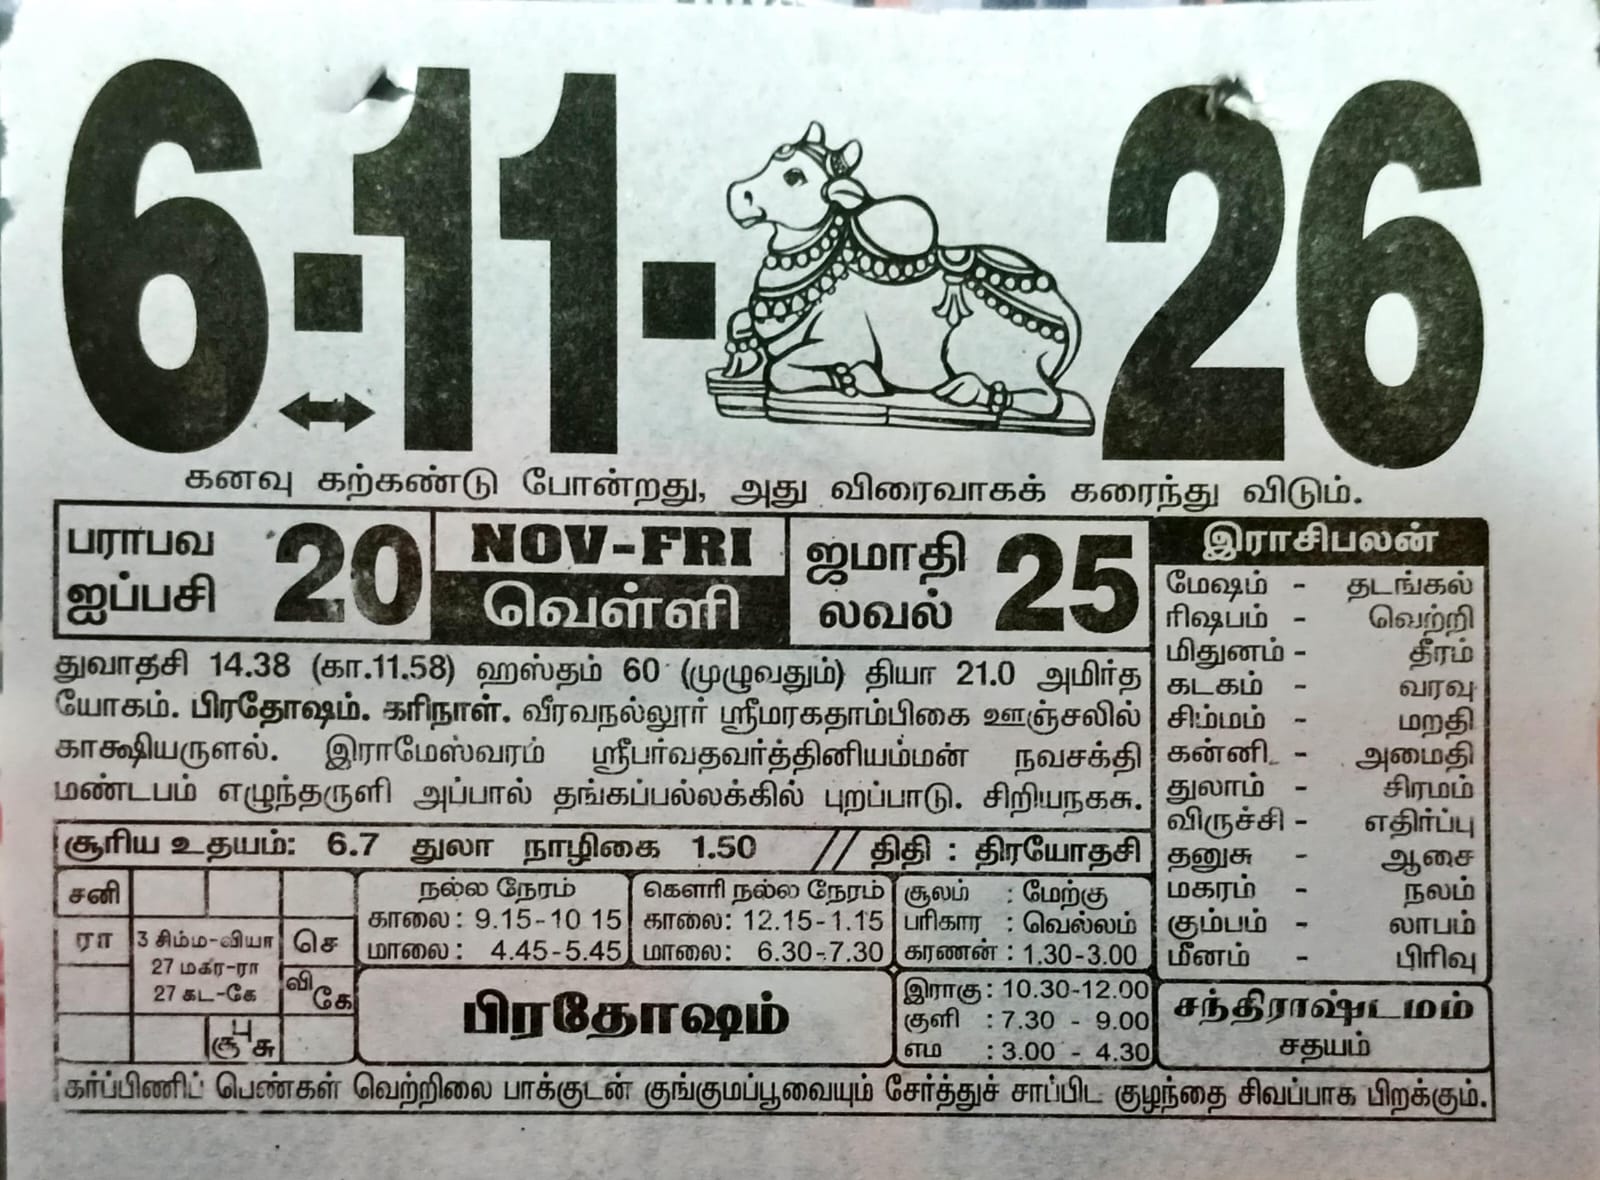 6-11-26
கனவு கற்கண்டு போன்றது, அது விரைவாகக் கரைந்து விடும்.
பராபவ ஐப்பசி 20
NOV-FRI
வெள்ளி
ஜமாதி லவல் 25
துவாதசி 14.38 (கா.11.58) ஹஸ்தம் 60 (முழுவதும்) தியா 21.0 அமிர்த
யோகம். பிரதோஷம். கரிநாள். வீரவநல்லூர் ஸ்ரீமரகதாம்பிகை ஊஞ்சலில்
காக்ஷியருளல். இராமேஸ்வரம் ஸ்ரீபர்வதவர்த்தினியம்மன் நவசக்தி
மண்டபம் எழுந்தருளி அப்பால் தங்கப்பல்லக்கில் புறப்பாடு. சிறியநகசு.
சூரிய உதயம்: 6.7 துலா நாழிகை 1.50 // திதி : திரயோதசி
சனி
ரா
3 சிம்ம-வியா
27 மகர-ரா
27 கட-கே
செ
வி
கே
சூ
சு
நல்ல நேரம்
காலை: 9.15-10 15
மாலை: 4.45-5.45
கௌரி நல்ல நேரம்
காலை: 12.15-1.15
மாலை: 6.30-7.30
சூலம் : மேற்கு
பரிகார : வெல்லம்
கரணன் : 1.30-3.00
பிரதோஷம்
இராகு : 10.30-12.00
குளி : 7.30 - 9.00
எம : 3.00 - 4.30
இராசிபலன்
மேஷம் - தடங்கல்
ரிஷபம் - வெற்றி
மிதுனம் - தீரம்
கடகம் - வரவு
சிம்மம் - மறதி
கன்னி - அமைதி
துலாம் - சிரமம்
விருச்சி - எதிர்ப்பு
தனுசு - ஆசை
மகரம் - நலம்
கும்பம் - லாபம்
மீனம் - பிரிவு
சந்திராஷ்டமம்
சதயம்
கர்ப்பிணிப் பெண்கள் வெற்றிலை பாக்குடன் குங்குமப்பூவையும் சேர்த்துச் சாப்பிட குழந்தை சிவப்பாக பிறக்கும்.